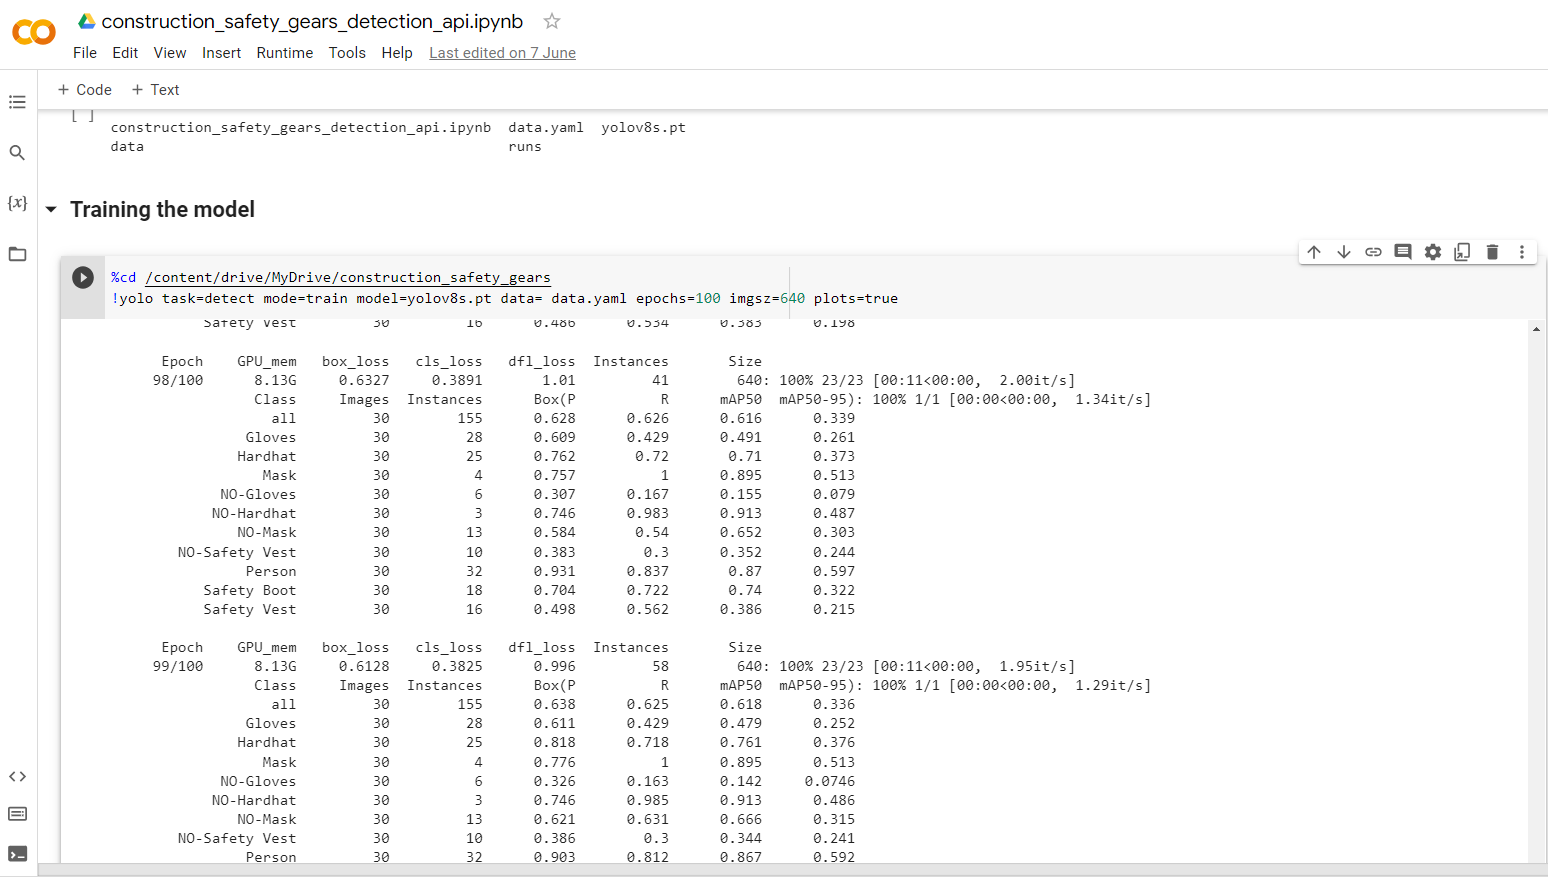 construction_safety_gears_detection_api.ipynb
File Edit View Insert Runtime Tools Help Last edited on 7 June
+ Code + Text
[ ]
construction_safety_gears_detection_api.ipynb data.yaml yolov8s.pt
data runs
{x}
Training the model
%cd /content/drive/MyDrive/construction_safety_gears
!yolo task=detect mode=train model=yolov8s.pt data= data.yaml epochs=100 imgsz=640 plots=true
Safety Vest 30 16 0.486 0.534 0.383 0.198
Epoch GPU_mem box_loss cls_loss dfl_loss Instances Size
98/100 8.13G 0.6327 0.3891 1.01 41 640: 100% 23/23 [00:11<00:00, 2.00it/s]
Class Images Instances Box(P R mAP50 mAP50-95): 100% 1/1 [00:00<00:00, 1.34it/s]
all 30 155 0.628 0.626 0.616 0.339
Gloves 30 28 0.609 0.429 0.491 0.261
Hardhat 30 25 0.762 0.72 0.71 0.373
Mask 30 4 0.757 1 0.895 0.513
NO-Gloves 30 6 0.307 0.167 0.155 0.079
NO-Hardhat 30 3 0.746 0.983 0.913 0.487
NO-Mask 30 13 0.584 0.54 0.652 0.303
NO-Safety Vest 30 10 0.383 0.3 0.352 0.244
Person 30 32 0.931 0.837 0.87 0.597
Safety Boot 30 18 0.704 0.722 0.74 0.322
Safety Vest 30 16 0.498 0.562 0.386 0.215
Epoch GPU_mem box_loss cls_loss dfl_loss Instances Size
99/100 8.13G 0.6128 0.3825 0.996 58 640: 100% 23/23 [00:11<00:00, 1.95it/s]
Class Images Instances Box(P R mAP50 mAP50-95): 100% 1/1 [00:00<00:00, 1.29it/s]
all 30 155 0.638 0.625 0.618 0.336
Gloves 30 28 0.611 0.429 0.479 0.252
Hardhat 30 25 0.818 0.718 0.761 0.376
Mask 30 4 0.776 1 0.895 0.513
NO-Gloves 30 6 0.326 0.163 0.142 0.0746
NO-Hardhat 30 3 0.746 0.985 0.913 0.486
NO-Mask 30 13 0.621 0.631 0.666 0.315
NO-Safety Vest 30 10 0.386 0.3 0.344 0.241
Person 30 32 0.903 0.812 0.867 0.592